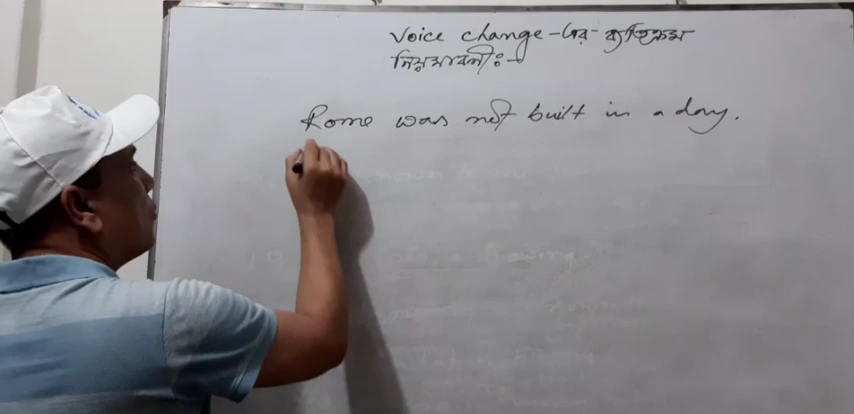 Voice change-এর ব্যতিক্রম
নিয়মাবলী:-
Rome was not built in a day.